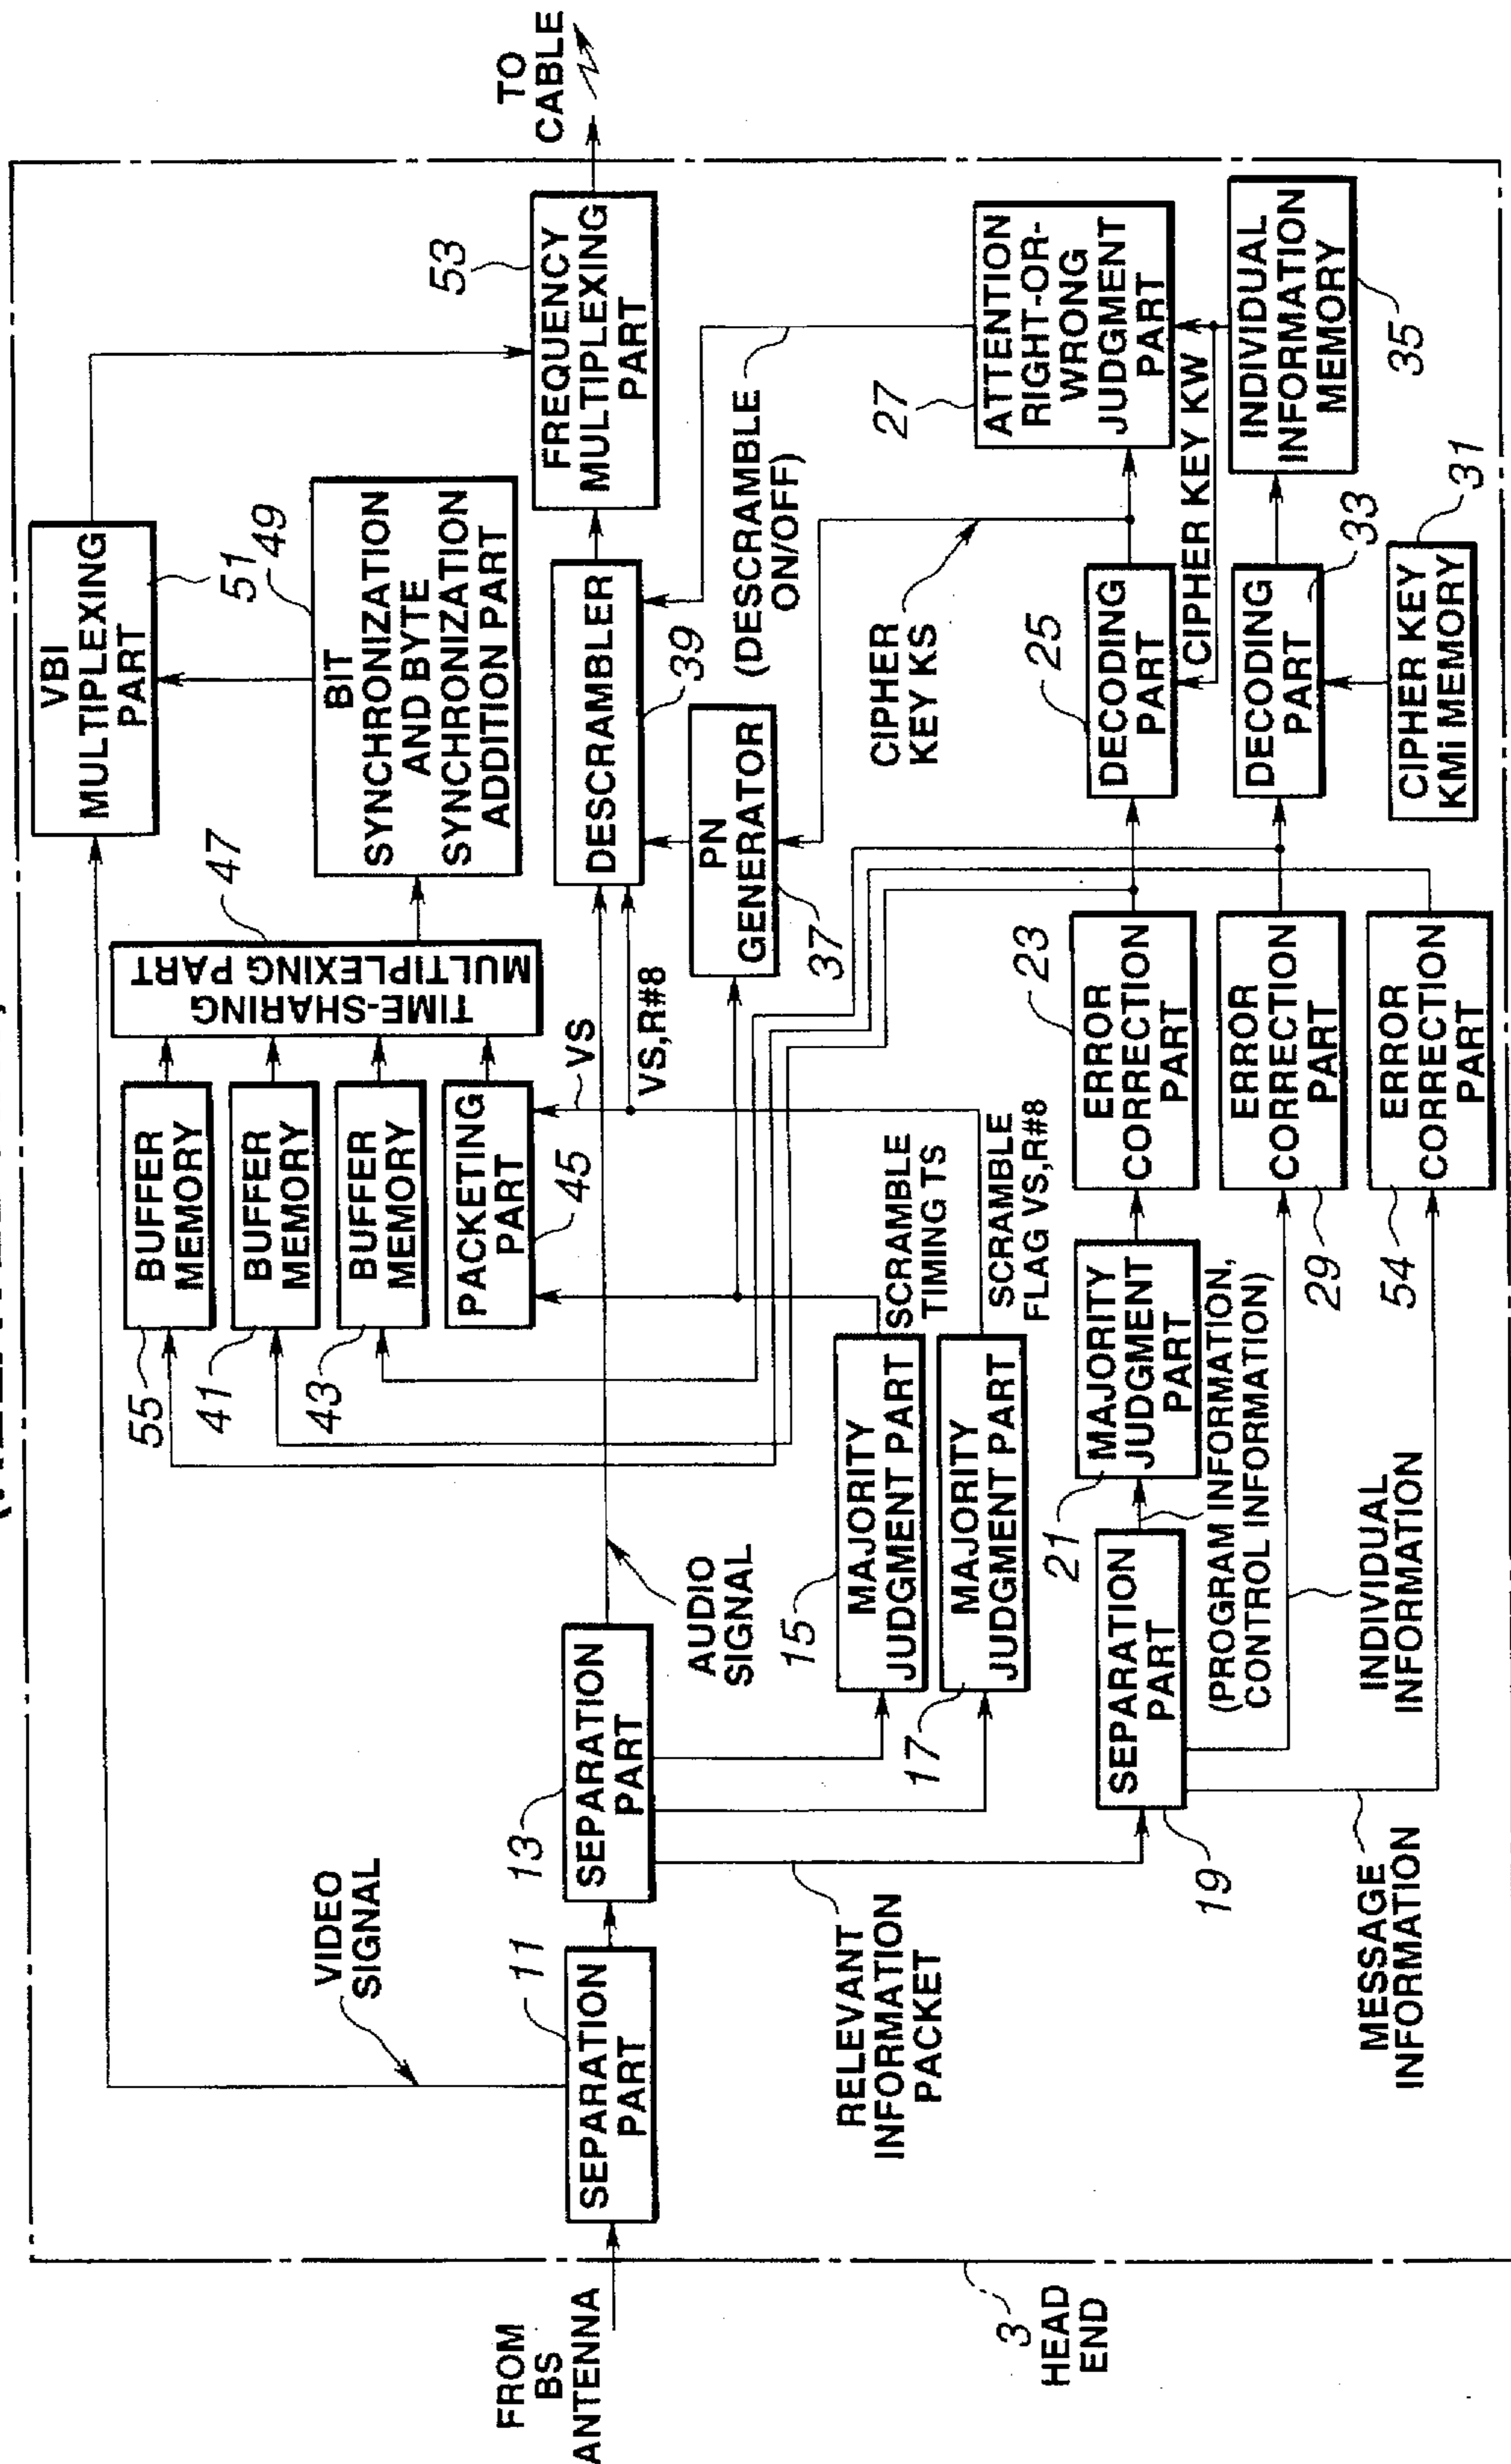 FROM
BS
ANTENNA
3
HEAD
END
VIDEO
SIGNAL
11
SEPARATION
PART
13
SEPARATION
PART
AUDIO
SIGNAL
RELEVANT
INFORMATION
PACKET
15
MAJORITY
JUDGMENT PART
17
MAJORITY
JUDGMENT PART
SCRAMBLE
TIMING TS
SCRAMBLE
FLAG VS,R#8
19
SEPARATION
PART
21
MAJORITY
JUDGMENT
PART
(PROGRAM INFORMATION,
CONTROL INFORMATION)
INDIVIDUAL
INFORMATION
MESSAGE
INFORMATION
23
ERROR
CORRECTION
PART
29
ERROR
CORRECTION
PART
54
ERROR
CORRECTION
PART
55
BUFFER
MEMORY
41
BUFFER
MEMORY
43
BUFFER
MEMORY
45
PACKETING
PART
VS
VS,R#8
47
TIME-SHARING
MULTIPLEXING PART
49
BIT
SYNCHRONIZATION
AND BYTE
SYNCHRONIZATION
ADDITION PART
51
VBI
MULTIPLEXING
PART
53
FREQUENCY
MULTIPLEXING
PART
TO
CABLE
DESCRAMBLER
39
PN
GENERATOR
37
(DESCRAMBLE
ON/OFF)
CIPHER
KEY KS
25
DECODING
PART
CIPHER KEY KW
27
ATTENTION
RIGHT-OR-
WRONG
JUDGMENT
PART
DECODING
PART
33
INDIVIDUAL
INFORMATION
MEMORY
35
CIPHER KEY
KMi MEMORY
31